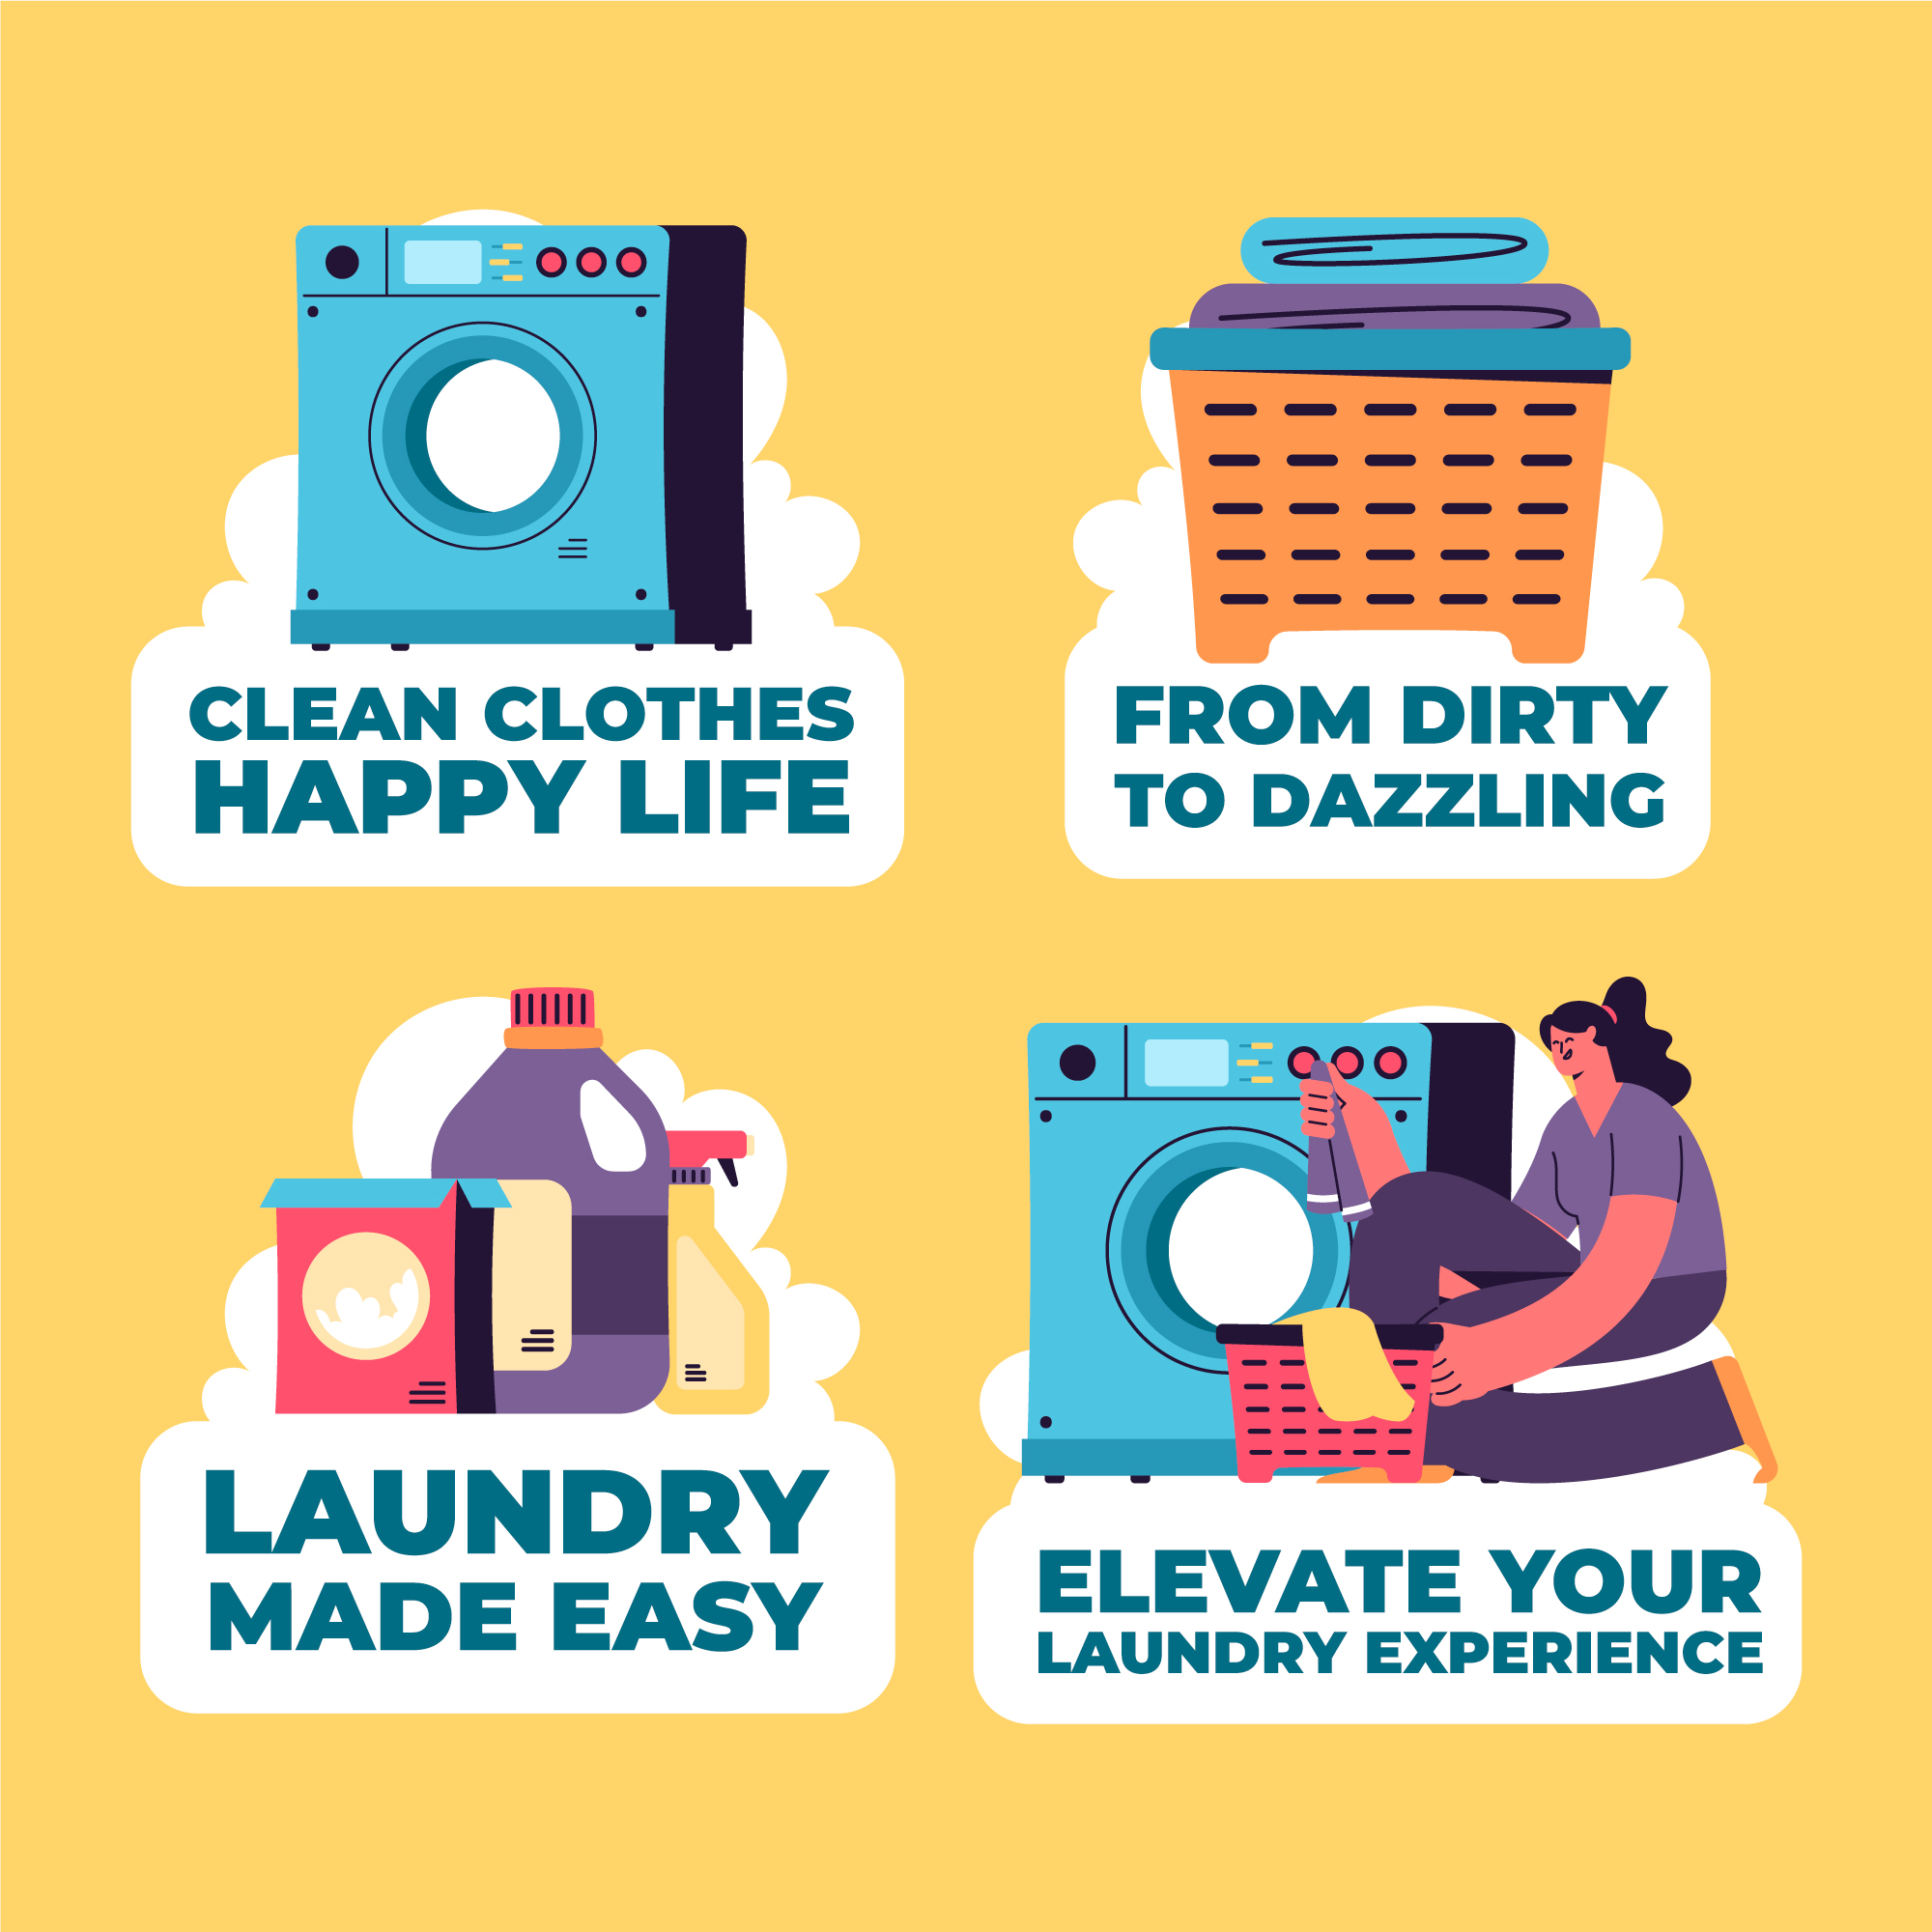 CLEAN CLOTHES
HAPPY LIFE
FROM DIRTY
TO DAZZLING
LAUNDRY
MADE EASY
ELEVATE YOUR
LAUNDRY EXPERIENCE